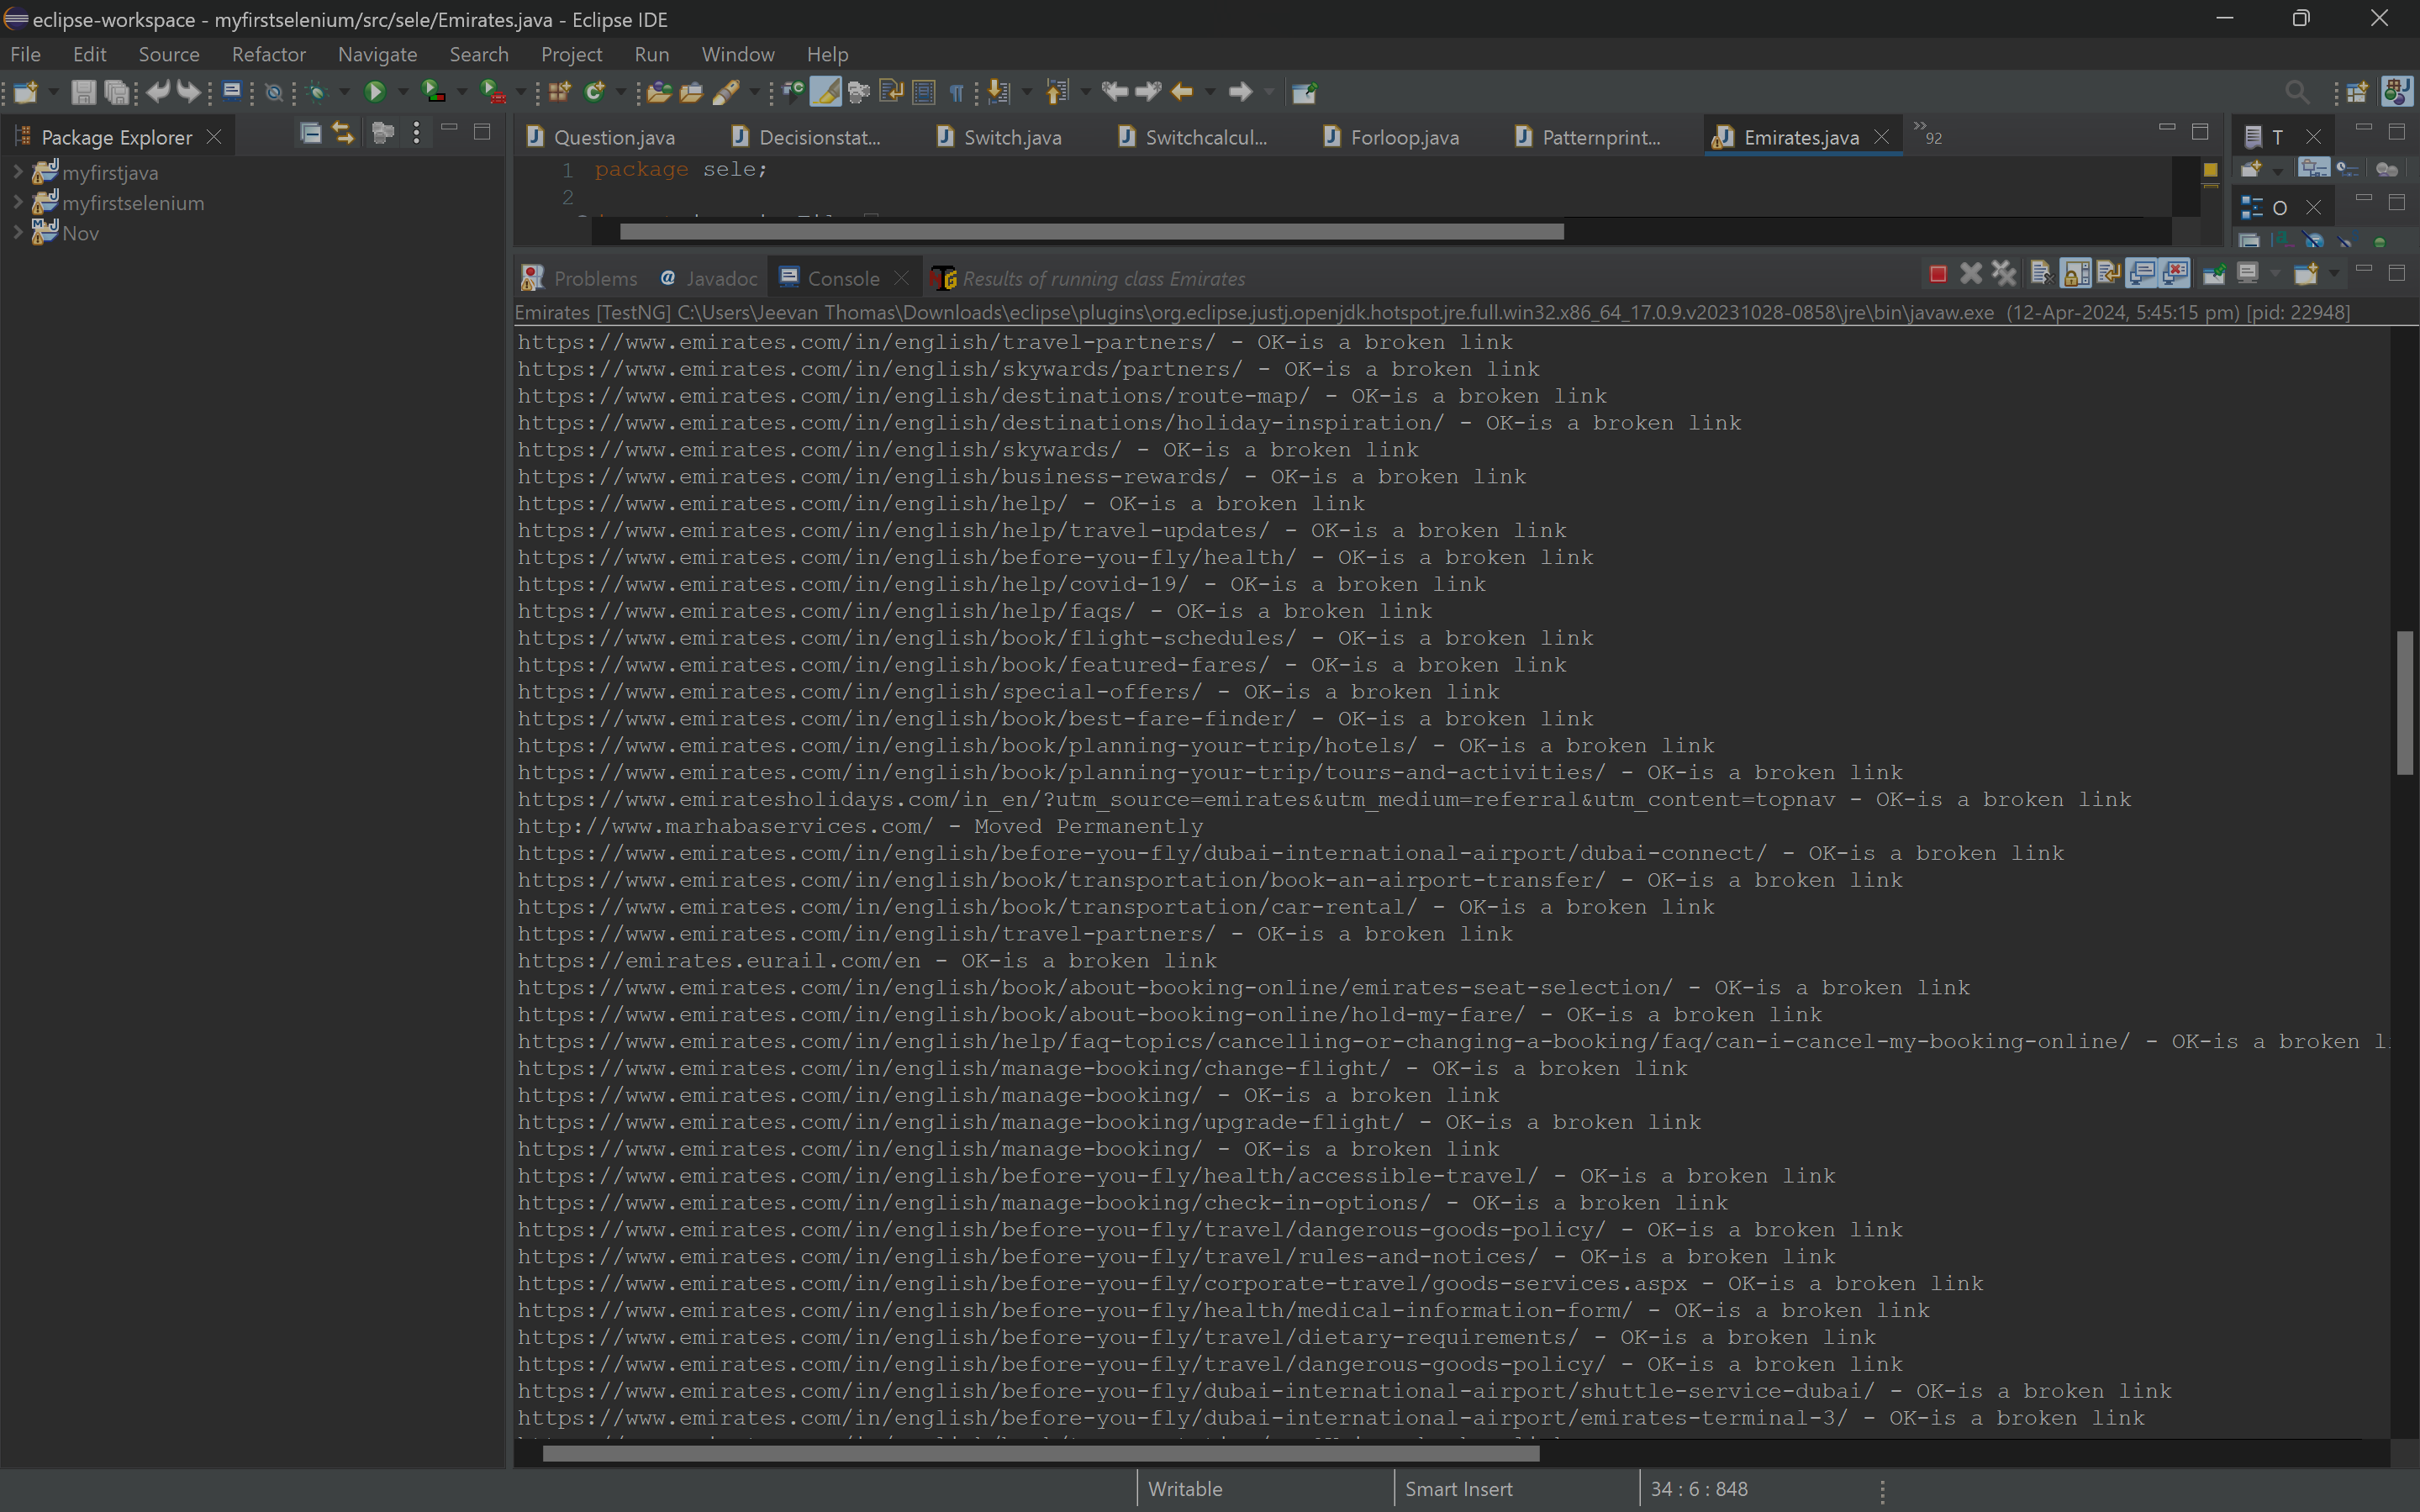 eclipse-workspace - myfirstselenium/src/sele/Emirates.java - Eclipse IDE
File Edit Source Refactor Navigate Search Project Run Window Help
Package Explorer
myfirstjava
myfirstselenium
Nov
Question.java Decisionstat... Switch.java Switchcalcul... Forloop.java Patternprint... Emirates.java »92
T
O
1 package sele;
2
Problems @ Javadoc Console Results of running class Emirates
Emirates [TestNG] C:\Users\Jeevan Thomas\Downloads\eclipse\plugins\org.eclipse.justj.openjdk.hotspot.jre.full.win32.x86_64_17.0.9.v20231028-0858\jre\bin\javaw.exe (12-Apr-2024, 5:45:15 pm) [pid: 22948]
https://www.emirates.com/in/english/travel-partners/ - OK-is a broken link
https://www.emirates.com/in/english/skywards/partners/ - OK-is a broken link
https://www.emirates.com/in/english/destinations/route-map/ - OK-is a broken link
https://www.emirates.com/in/english/destinations/holiday-inspiration/ - OK-is a broken link
https://www.emirates.com/in/english/skywards/ - OK-is a broken link
https://www.emirates.com/in/english/business-rewards/ - OK-is a broken link
https://www.emirates.com/in/english/help/ - OK-is a broken link
https://www.emirates.com/in/english/help/travel-updates/ - OK-is a broken link
https://www.emirates.com/in/english/before-you-fly/health/ - OK-is a broken link
https://www.emirates.com/in/english/help/covid-19/ - OK-is a broken link
https://www.emirates.com/in/english/help/faqs/ - OK-is a broken link
https://www.emirates.com/in/english/book/flight-schedules/ - OK-is a broken link
https://www.emirates.com/in/english/book/featured-fares/ - OK-is a broken link
https://www.emirates.com/in/english/special-offers/ - OK-is a broken link
https://www.emirates.com/in/english/book/best-fare-finder/ - OK-is a broken link
https://www.emirates.com/in/english/book/planning-your-trip/hotels/ - OK-is a broken link
https://www.emirates.com/in/english/book/planning-your-trip/tours-and-activities/ - OK-is a broken link
https://www.emiratesholidays.com/in_en/?utm_source=emirates&utm_medium=referral&utm_content=topnav - OK-is a broken link
http://www.marhabaservices.com/ - Moved Permanently
https://www.emirates.com/in/english/before-you-fly/dubai-international-airport/dubai-connect/ - OK-is a broken link
https://www.emirates.com/in/english/book/transportation/book-an-airport-transfer/ - OK-is a broken link
https://www.emirates.com/in/english/book/transportation/car-rental/ - OK-is a broken link
https://www.emirates.com/in/english/travel-partners/ - OK-is a broken link
https://emirates.eurail.com/en - OK-is a broken link
https://www.emirates.com/in/english/book/about-booking-online/emirates-seat-selection/ - OK-is a broken link
https://www.emirates.com/in/english/book/about-booking-online/hold-my-fare/ - OK-is a broken link
https://www.emirates.com/in/english/help/faq-topics/cancelling-or-changing-a-booking/faq/can-i-cancel-my-booking-online/ - OK-is a broken l
https://www.emirates.com/in/english/manage-booking/change-flight/ - OK-is a broken link
https://www.emirates.com/in/english/manage-booking/ - OK-is a broken link
https://www.emirates.com/in/english/manage-booking/upgrade-flight/ - OK-is a broken link
https://www.emirates.com/in/english/manage-booking/ - OK-is a broken link
https://www.emirates.com/in/english/before-you-fly/health/accessible-travel/ - OK-is a broken link
https://www.emirates.com/in/english/manage-booking/check-in-options/ - OK-is a broken link
https://www.emirates.com/in/english/before-you-fly/travel/dangerous-goods-policy/ - OK-is a broken link
https://www.emirates.com/in/english/before-you-fly/travel/rules-and-notices/ - OK-is a broken link
https://www.emirates.com/in/english/before-you-fly/corporate-travel/goods-services.aspx - OK-is a broken link
https://www.emirates.com/in/english/before-you-fly/health/medical-information-form/ - OK-is a broken link
https://www.emirates.com/in/english/before-you-fly/travel/dietary-requirements/ - OK-is a broken link
https://www.emirates.com/in/english/before-you-fly/travel/dangerous-goods-policy/ - OK-is a broken link
https://www.emirates.com/in/english/before-you-fly/dubai-international-airport/shuttle-service-dubai/ - OK-is a broken link
https://www.emirates.com/in/english/before-you-fly/dubai-international-airport/emirates-terminal-3/ - OK-is a broken link
Writable Smart Insert 34 : 6 : 848